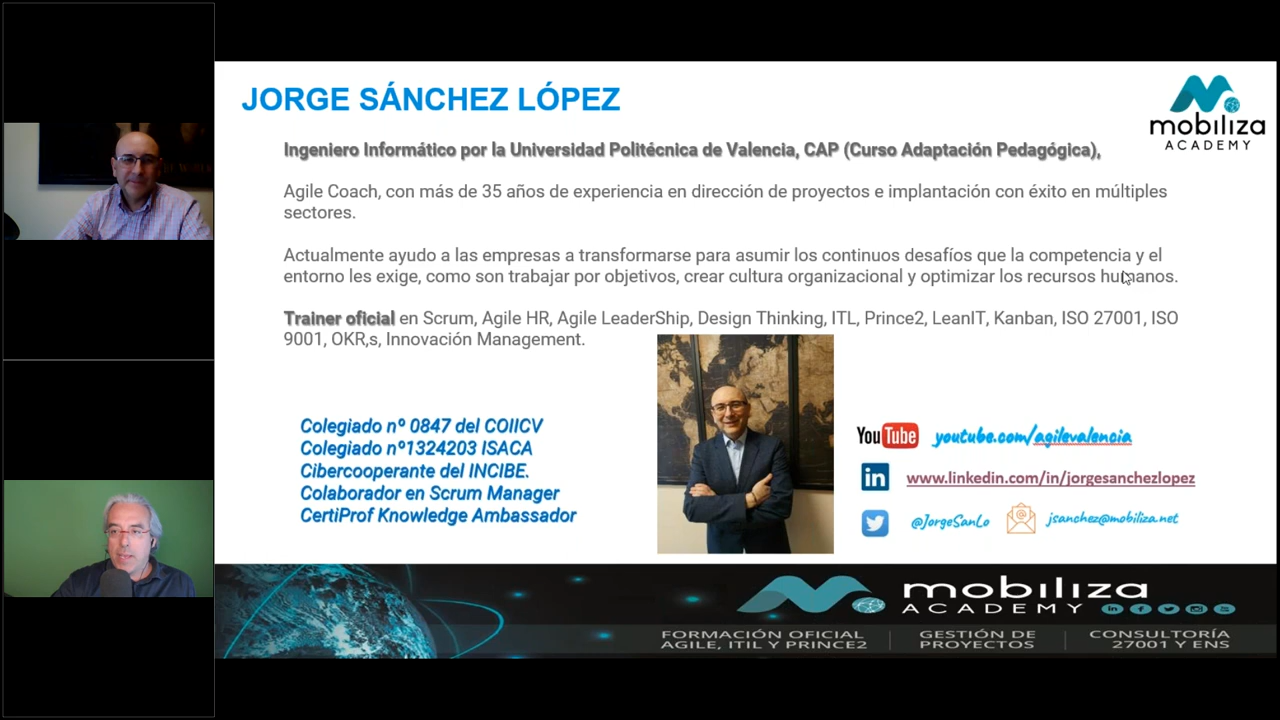 JORGE SÁNCHEZ LÓPEZ
mobiliza
ACADEMY
Ingeniero Informático por la Universidad Politécnica de Valencia, CAP (Curso Adaptación Pedagógica),
Agile Coach, con más de 35 años de experiencia en dirección de proyectos e implantación con éxito en múltiples
sectores.
Actualmente ayudo a las empresas a transformarse para asumir los continuos desafíos que la competencia y el
entorno les exige, como son trabajar por objetivos, crear cultura organizacional y optimizar los recursos humanos.
Trainer oficial en Scrum, Agile HR, Agile LeaderShip, Design Thinking, ITL, Prince2, LeanIT, Kanban, ISO 27001, ISO
9001, OKR,s, Innovación Management.
Colegiado nº 0847 del COIICV
Colegiado nº1324203 ISACA
Cibercooperante del INCIBE.
Colaborador en Scrum Manager
CertiProf Knowledge Ambassador
YouTube youtube.com/agilevalencia
in www.linkedin.com/in/jorgesanchezlopez
@JorgeSanLo jsanchez@mobiliza.net
mobiliza
ACADEMY
FORMACIÓN OFICIAL
AGILE, ITIL Y PRINCE2
GESTIÓN DE
PROYECTOS
CONSULTORÍA
27001 Y ENS